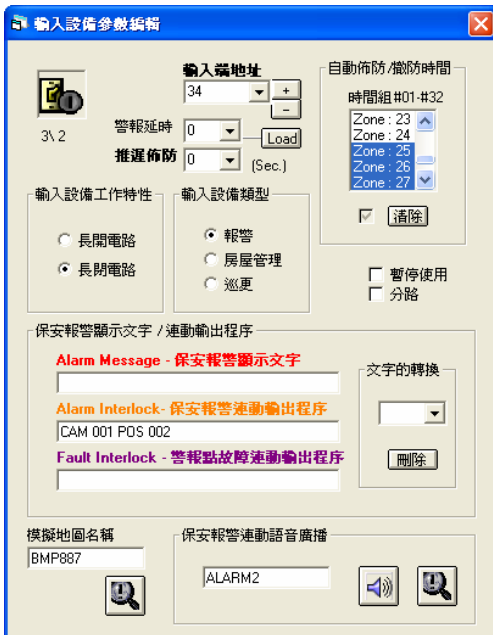 輸入設備參數編輯
輸入端地址
34
+
−
3\ 2
警報延時
0
Load
推遲佈防
0
(Sec.)
自動佈防/撤防時間
時間組#01-#32
Zone : 23
Zone : 24
Zone : 25
Zone : 26
Zone : 27
清除
輸入設備工作特性
長開電路
長閉電路
輸入設備類型
報警
房屋管理
巡更
暫停使用
分路
保安報警顯示文字 / 連動輸出程序
Alarm Message - 保安報警顯示文字
Alarm Interlock- 保安報警連動輸出程序
CAM 001 POS 002
Fault Interlock - 警報點故障連動輸出程序
文字的轉換
刪除
模擬地圖名稱
BMP887
保安報警連動語音廣播
ALARM2